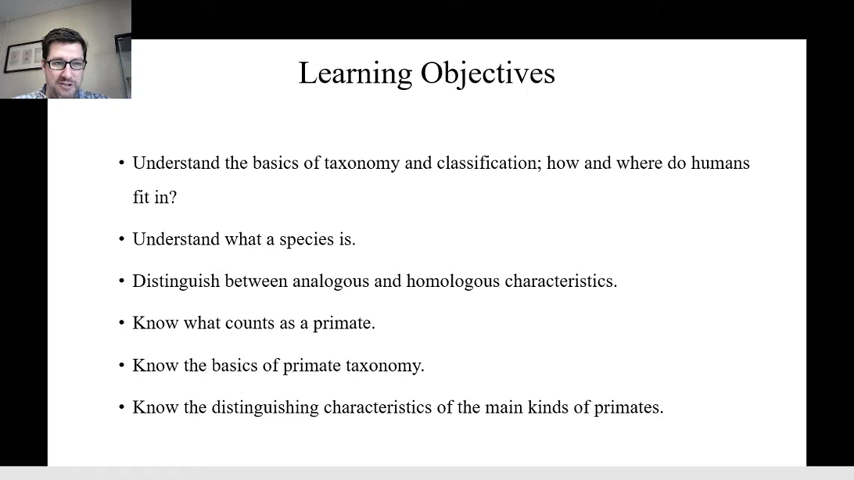 Learning Objectives
• Understand the basics of taxonomy and classification; how and where do humans
fit in?
• Understand what a species is.
• Distinguish between analogous and homologous characteristics.
• Know what counts as a primate.
• Know the basics of primate taxonomy.
• Know the distinguishing characteristics of the main kinds of primates.